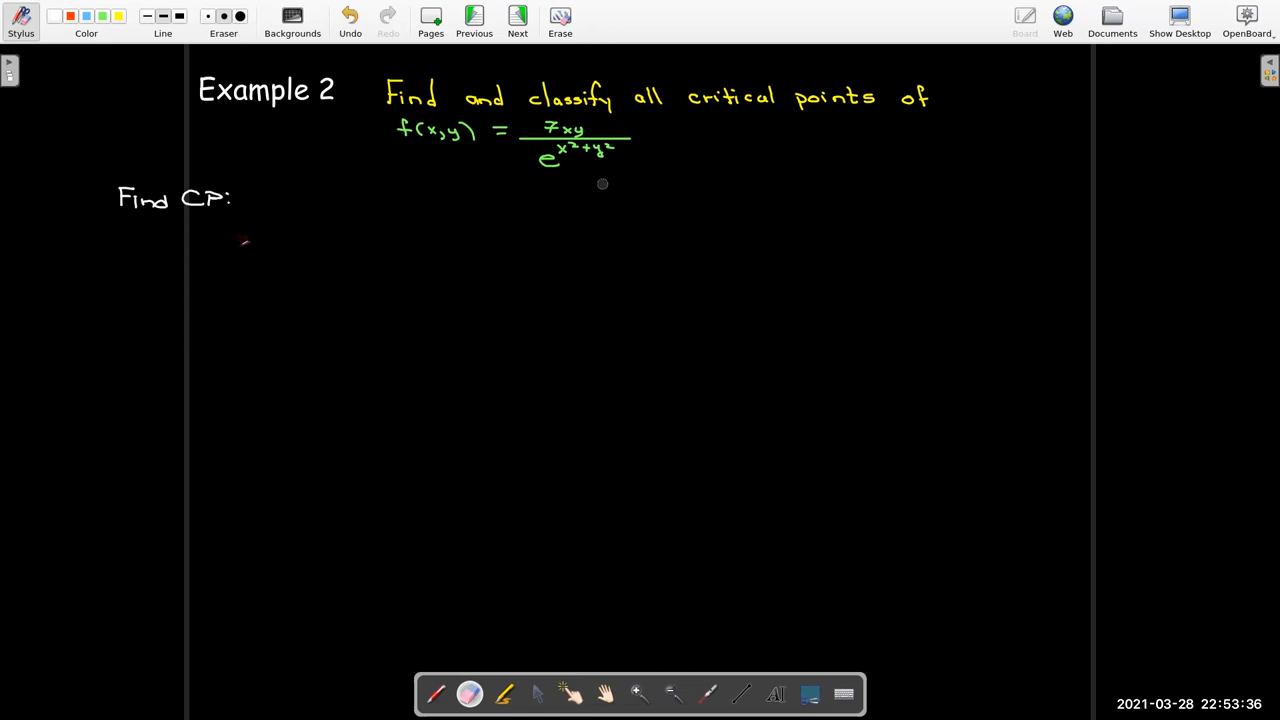 Stylus Color Line Eraser Backgrounds Undo Redo Pages Previous Next Erase Board Web Documents Show Desktop OpenBoard
Example 2 Find and classify all critical points of
f(x,y) = 7xy / e^(x²+y²)
Find CP:
2021-03-28 22:53:36